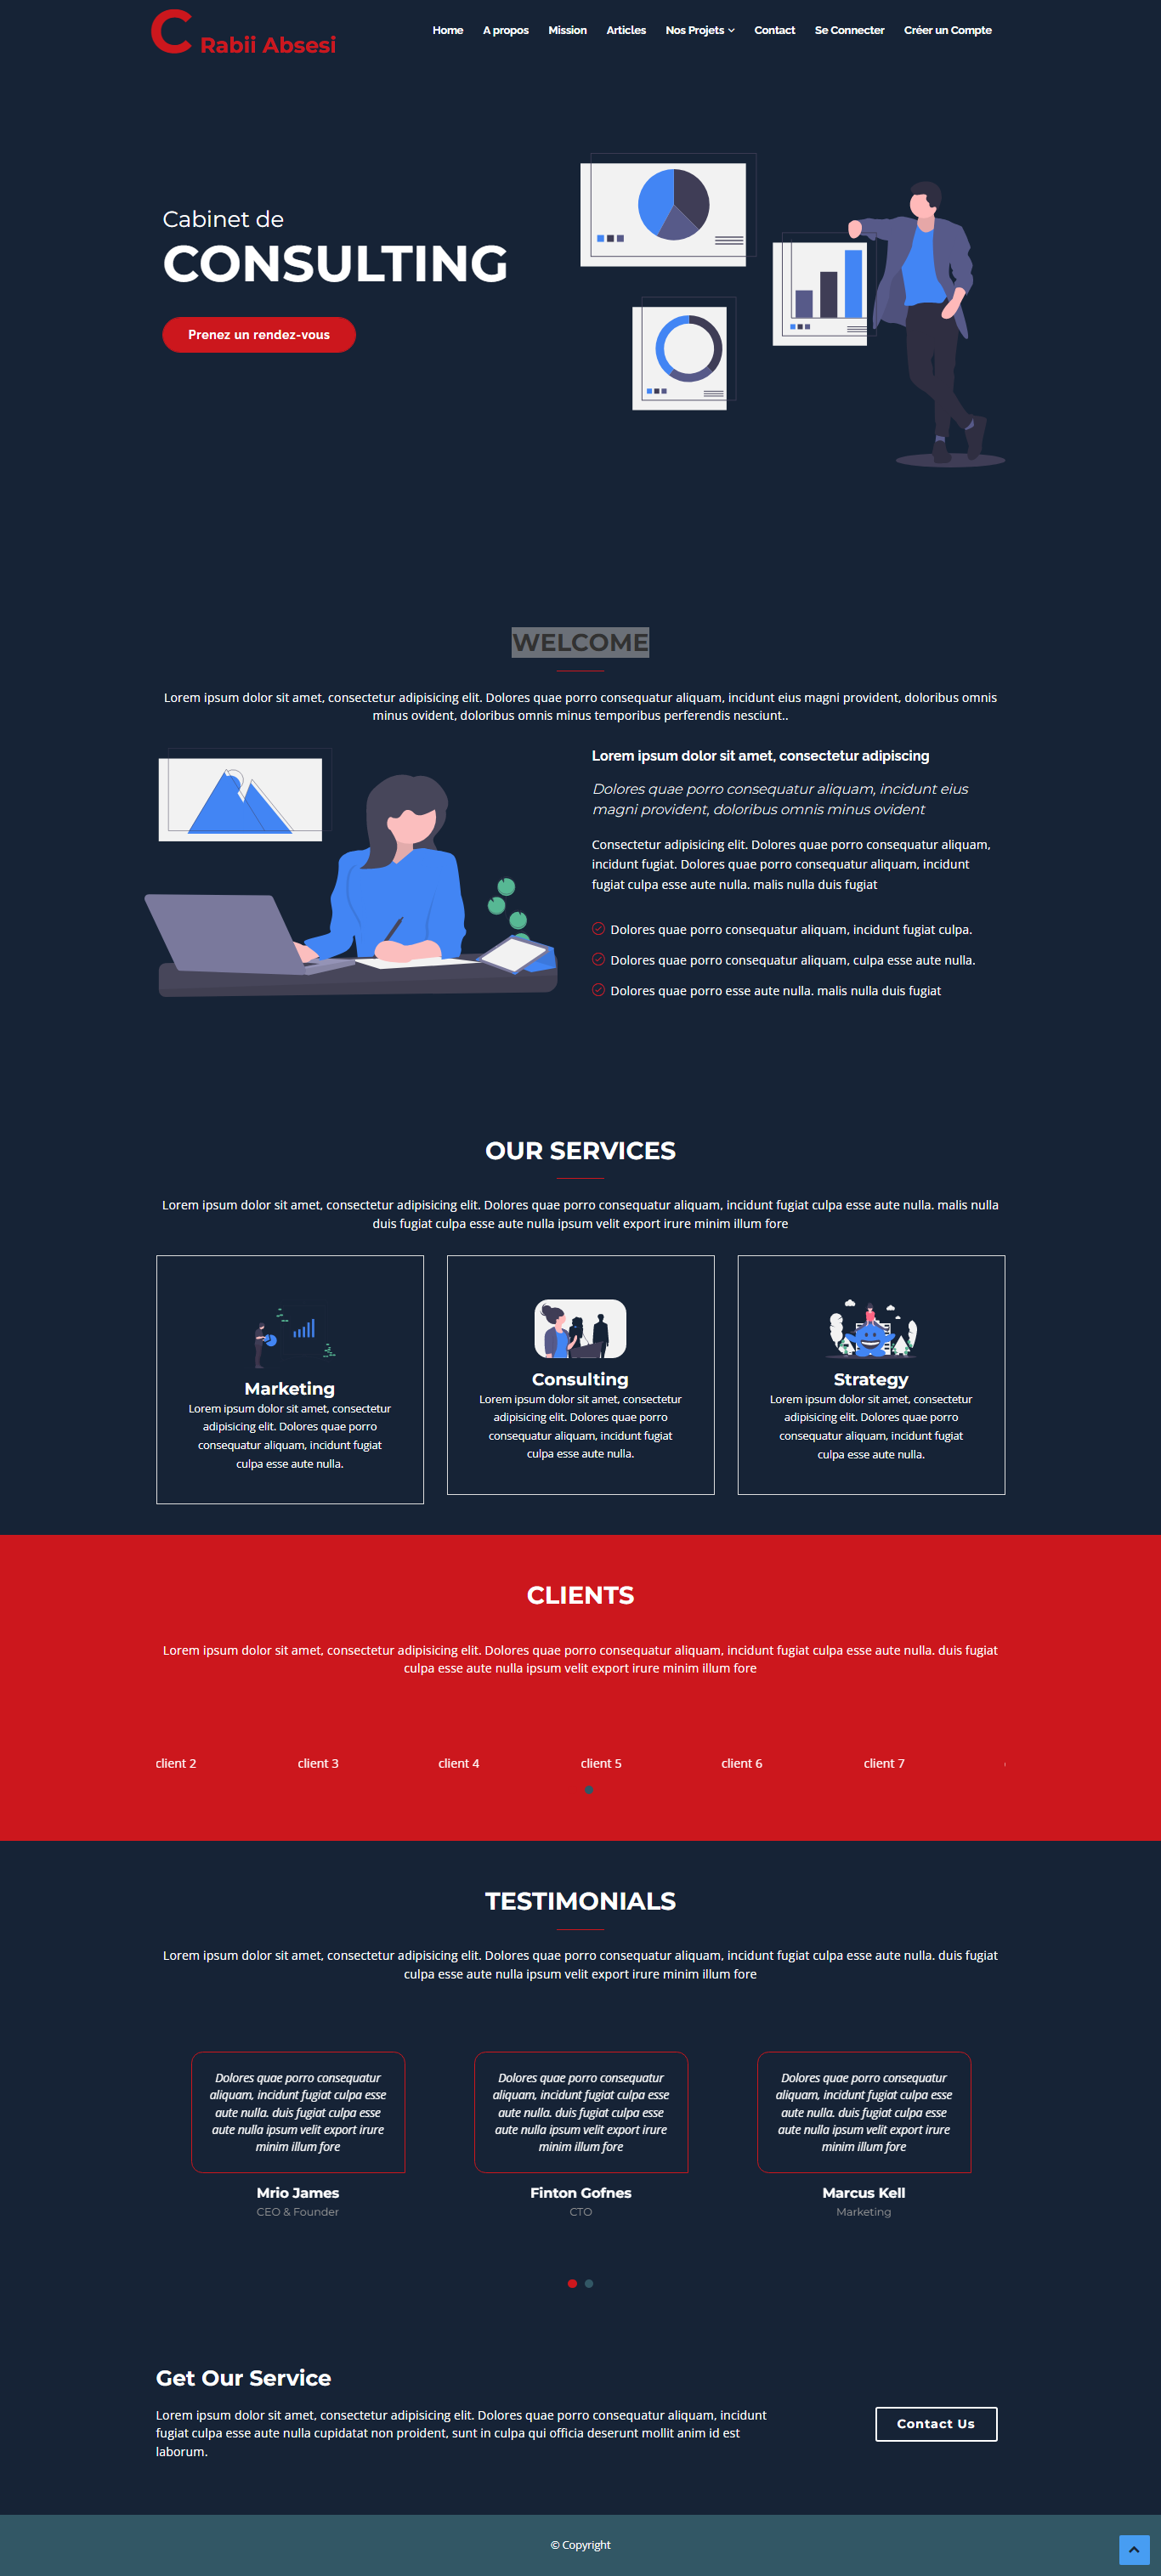 C Rabii Absesi
Home A propos Mission Articles Nos Projets Contact Se Connecter Créer un Compte
Cabinet de
CONSULTING
Prenez un rendez-vous
WELCOME
Lorem ipsum dolor sit amet, consectetur adipisicing elit. Dolores quae porro consequatur aliquam, incidunt eius magni provident, doloribus omnis
minus ovident, doloribus omnis minus temporibus perferendis nesciunt..
Lorem ipsum dolor sit amet, consectetur adipiscing
Dolores quae porro consequatur aliquam, incidunt eius
magni provident, doloribus omnis minus ovident
Consectetur adipisicing elit. Dolores quae porro consequatur aliquam,
incidunt fugiat. Dolores quae porro consequatur aliquam, incidunt
fugiat culpa esse aute nulla. malis nulla duis fugiat
Dolores quae porro consequatur aliquam, incidunt fugiat culpa.
Dolores quae porro consequatur aliquam, culpa esse aute nulla.
Dolores quae porro esse aute nulla. malis nulla duis fugiat
OUR SERVICES
Lorem ipsum dolor sit amet, consectetur adipisicing elit. Dolores quae porro consequatur aliquam, incidunt fugiat culpa esse aute nulla. malis nulla
duis fugiat culpa esse aute nulla ipsum velit export irure minim illum fore
Marketing
Lorem ipsum dolor sit amet, consectetur
adipisicing elit. Dolores quae porro
consequatur aliquam, incidunt fugiat
culpa esse aute nulla.
Consulting
Lorem ipsum dolor sit amet, consectetur
adipisicing elit. Dolores quae porro
consequatur aliquam, incidunt fugiat
culpa esse aute nulla.
Strategy
Lorem ipsum dolor sit amet, consectetur
adipisicing elit. Dolores quae porro
consequatur aliquam, incidunt fugiat
culpa esse aute nulla.
CLIENTS
Lorem ipsum dolor sit amet, consectetur adipisicing elit. Dolores quae porro consequatur aliquam, incidunt fugiat culpa esse aute nulla. duis fugiat
culpa esse aute nulla ipsum velit export irure minim illum fore
client 2 client 3 client 4 client 5 client 6 client 7
TESTIMONIALS
Lorem ipsum dolor sit amet, consectetur adipisicing elit. Dolores quae porro consequatur aliquam, incidunt fugiat culpa esse aute nulla. duis fugiat
culpa esse aute nulla ipsum velit export irure minim illum fore
Dolores quae porro consequatur
aliquam, incidunt fugiat culpa esse
aute nulla. duis fugiat culpa esse
aute nulla ipsum velit export irure
minim illum fore
Mrio James
CEO & Founder
Dolores quae porro consequatur
aliquam, incidunt fugiat culpa esse
aute nulla. duis fugiat culpa esse
aute nulla ipsum velit export irure
minim illum fore
Finton Gofnes
CTO
Dolores quae porro consequatur
aliquam, incidunt fugiat culpa esse
aute nulla. duis fugiat culpa esse
aute nulla ipsum velit export irure
minim illum fore
Marcus Kell
Marketing
Get Our Service
Lorem ipsum dolor sit amet, consectetur adipisicing elit. Dolores quae porro consequatur aliquam, incidunt
fugiat culpa esse aute nulla cupidatat non proident, sunt in culpa qui officia deserunt mollit anim id est
laborum.
Contact Us
© Copyright